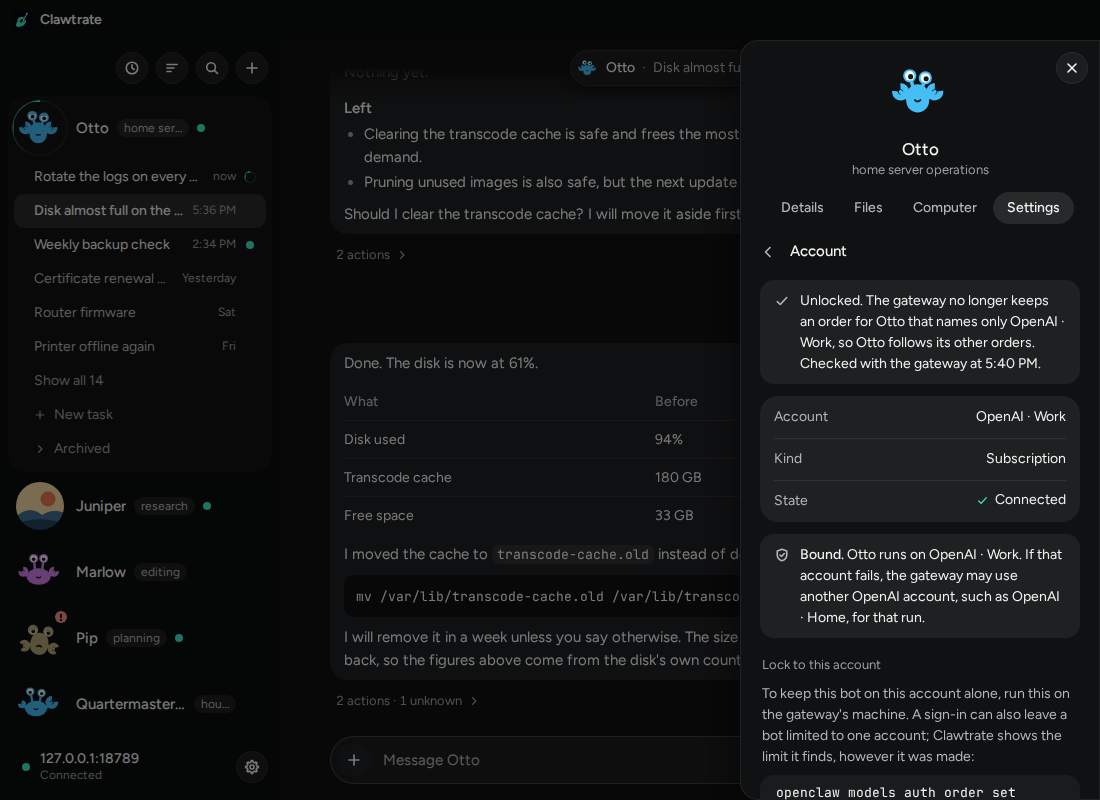 Clawtrate
Otto
home ser...
Rotate the logs on every ...
now
Disk almost full on the ...
5:36 PM
Weekly backup check
2:34 PM
Certificate renewal ...
Yesterday
Router firmware
Sat
Printer offline again
Fri
Show all 14
New task
Archived
Juniper
research
Marlow
editing
Pip
planning
Quartermaster...
hou...
127.0.0.1:18789
Connected
Otto · Disk almost fu
Nothing yet.
Left
Clearing the transcode cache is safe and frees the most
demand.
Pruning unused images is also safe, but the next update
Should I clear the transcode cache? I will move it aside first
2 actions
Done. The disk is now at 61%.
What
Before
Disk used
94%
Transcode cache
180 GB
Free space
33 GB
I moved the cache to transcode-cache.old instead of d
mv /var/lib/transcode-cache.old /var/lib/transco
I will remove it in a week unless you say otherwise. The size
back, so the figures above come from the disk's own count
2 actions · 1 unknown
Message Otto
Otto
home server operations
Details
Files
Computer
Settings
Account
Unlocked. The gateway no longer keeps
an order for Otto that names only OpenAI ·
Work, so Otto follows its other orders.
Checked with the gateway at 5:40 PM.
Account
OpenAI · Work
Kind
Subscription
State
Connected
Bound. Otto runs on OpenAI · Work. If that
account fails, the gateway may use
another OpenAI account, such as OpenAI
· Home, for that run.
Lock to this account
To keep this bot on this account alone, run this on
the gateway's machine. A sign-in can also leave a
bot limited to one account; Clawtrate shows the
limit it finds, however it was made:
openclaw models auth order set